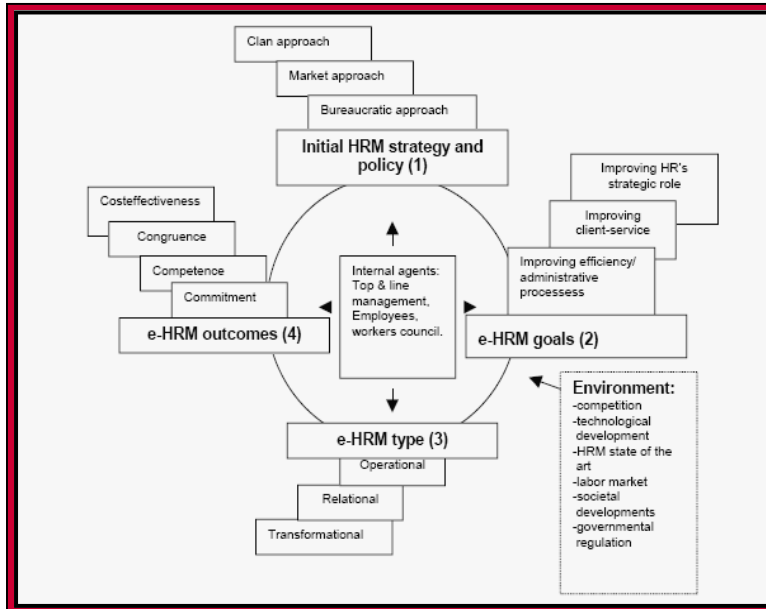 Clan approach
Market approach
Bureaucratic approach
Initial HRM strategy and
policy (1)
Improving HR's
strategic role
Improving
client-service
Improving efficiency/
administrative
processess
e-HRM goals (2)
Costeffectiveness
Congruence
Competence
Commitment
e-HRM outcomes (4)
Internal agents:
Top & line
management,
Employees,
workers council.
Environment:
-competition
-technological
development
-HRM state of the
art
-labor market
-societal
developments
-governmental
regulation
e-HRM type (3)
Operational
Relational
Transformational